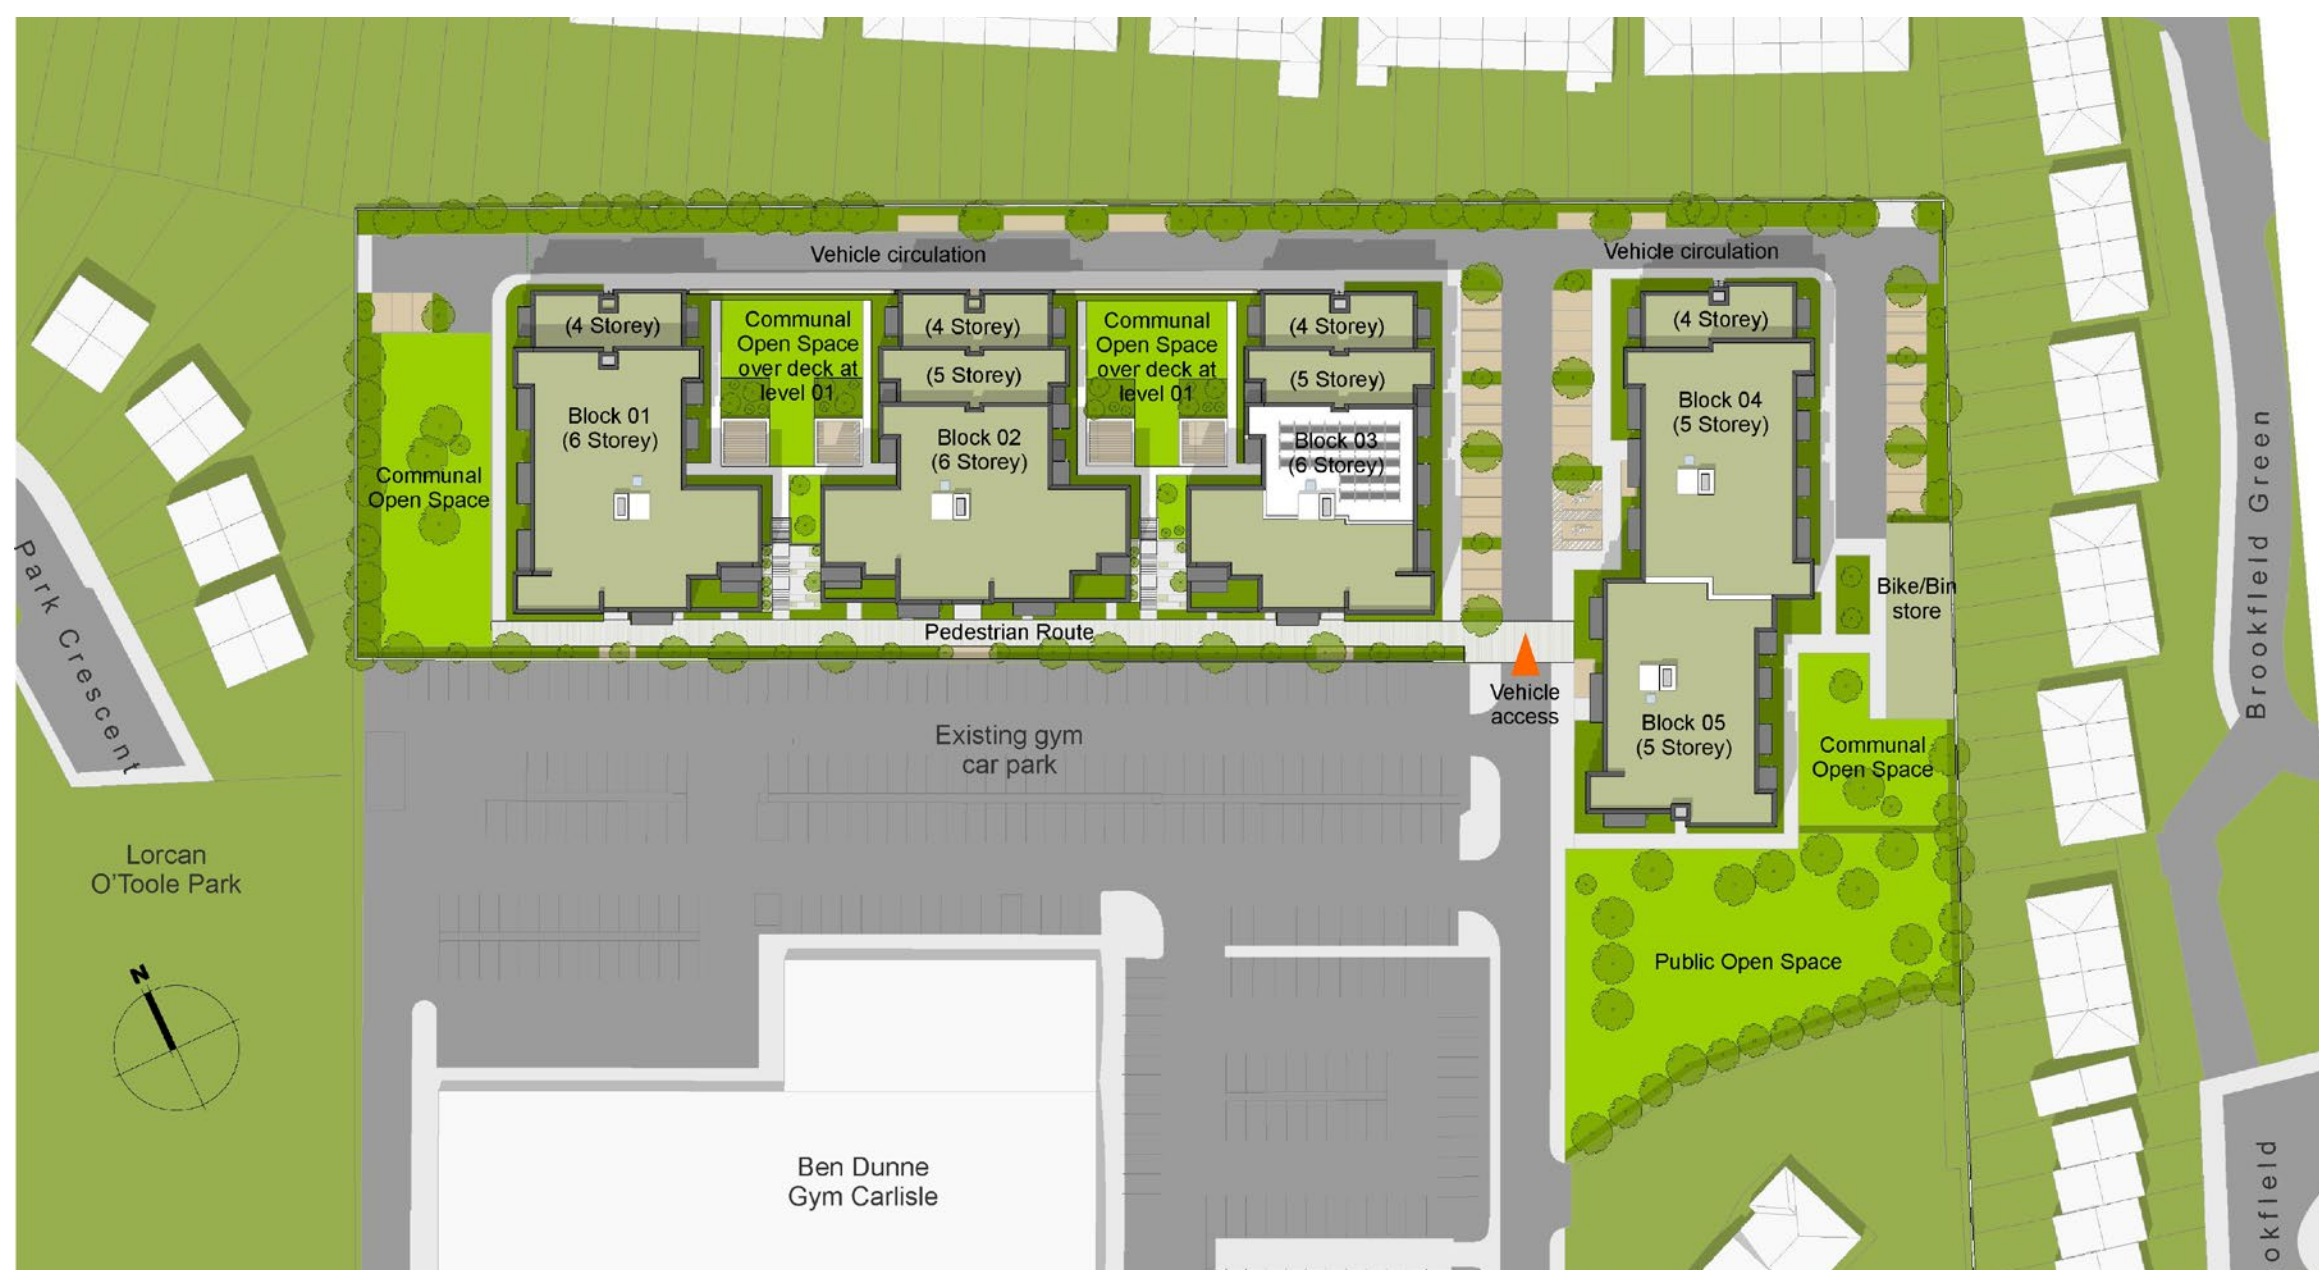 Vehicle circulation
Vehicle circulation
(4 Storey)
Communal
Open Space
over deck at
level 01
(4 Storey)
Communal
Open Space
over deck at
level 01
(4 Storey)
(4 Storey)
(5 Storey)
(5 Storey)
Block 01
(6 Storey)
Block 02
(6 Storey)
Block 03
(6 Storey)
Block 04
(5 Storey)
Communal
Open Space
Park Crescent
Brookfield Green
Bike/Bin
store
Pedestrian Route
Vehicle
access
Block 05
(5 Storey)
Communal
Open Space
Existing gym
car park
Lorcan
O'Toole Park
N
Public Open Space
Ben Dunne
Gym Carlisle
okfield